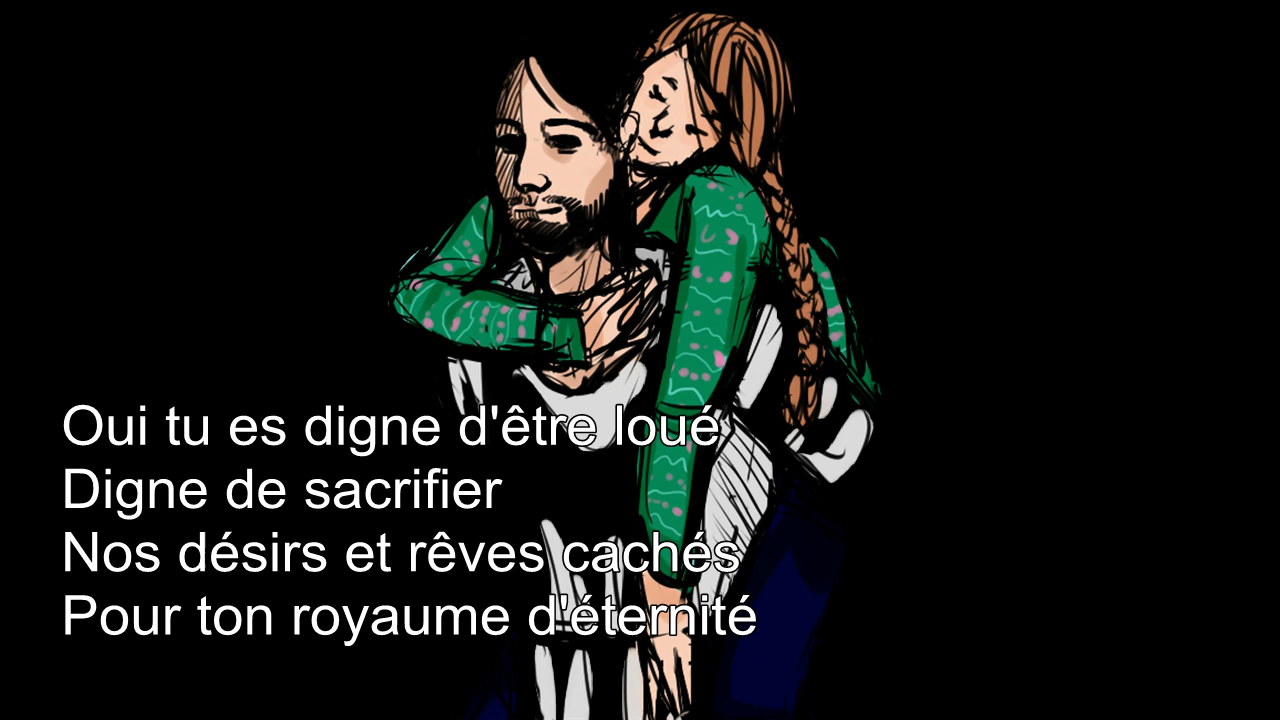 Oui tu es digne d'être loué
Digne de sacrifier
Nos désirs et rêves cachés
Pour ton royaume d'éternité